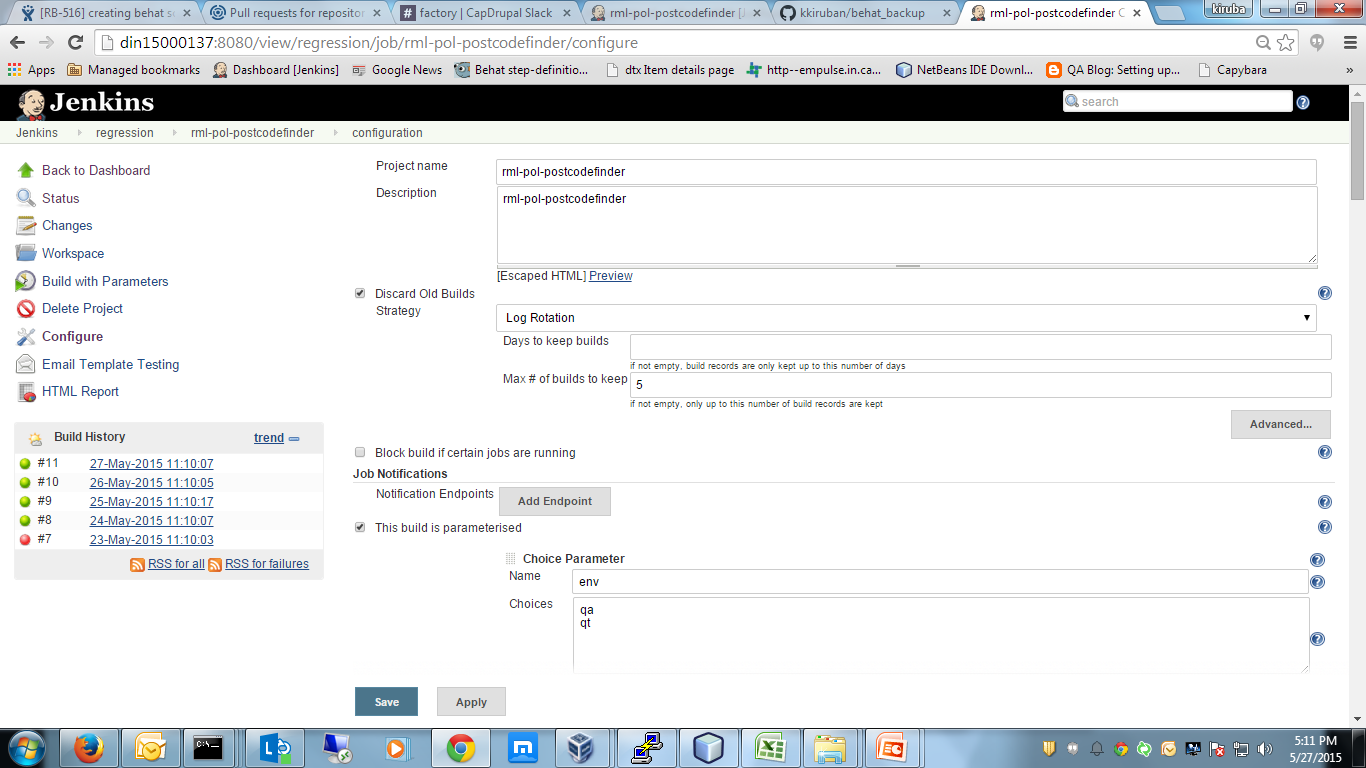 [RB-516] creating behat s
Pull requests for repositor
factory | CapDrupal Slack
rml-pol-postcodefinder [J
kkiruban/behat_backup
rml-pol-postcodefinder C
kiruba
din15000137:8080/view/regression/job/rml-pol-postcodefinder/configure
Apps
Managed bookmarks
Dashboard [Jenkins]
Google News
Behat step-definitio...
dtx Item details page
http--empulse.in.ca...
NetBeans IDE Downl...
QA Blog: Setting up...
Capybara
»
Jenkins
search
Jenkins
regression
rml-pol-postcodefinder
configuration
Back to Dashboard
Status
Changes
Workspace
Build with Parameters
Delete Project
Configure
Email Template Testing
HTML Report
Build History
trend
#11 27-May-2015 11:10:07
#10 26-May-2015 11:10:05
#9 25-May-2015 11:10:17
#8 24-May-2015 11:10:07
#7 23-May-2015 11:10:03
RSS for all RSS for failures
Project name
rml-pol-postcodefinder
Description
rml-pol-postcodefinder
[Escaped HTML] Preview
Discard Old Builds
Strategy
Log Rotation
Days to keep builds
if not empty, build records are only kept up to this number of days
Max # of builds to keep
5
if not empty, only up to this number of build records are kept
Advanced...
Block build if certain jobs are running
Job Notifications
Notification Endpoints
Add Endpoint
This build is parameterised
Choice Parameter
Name
env
Choices
qa
qt
Save
Apply
5:11 PM
5/27/2015